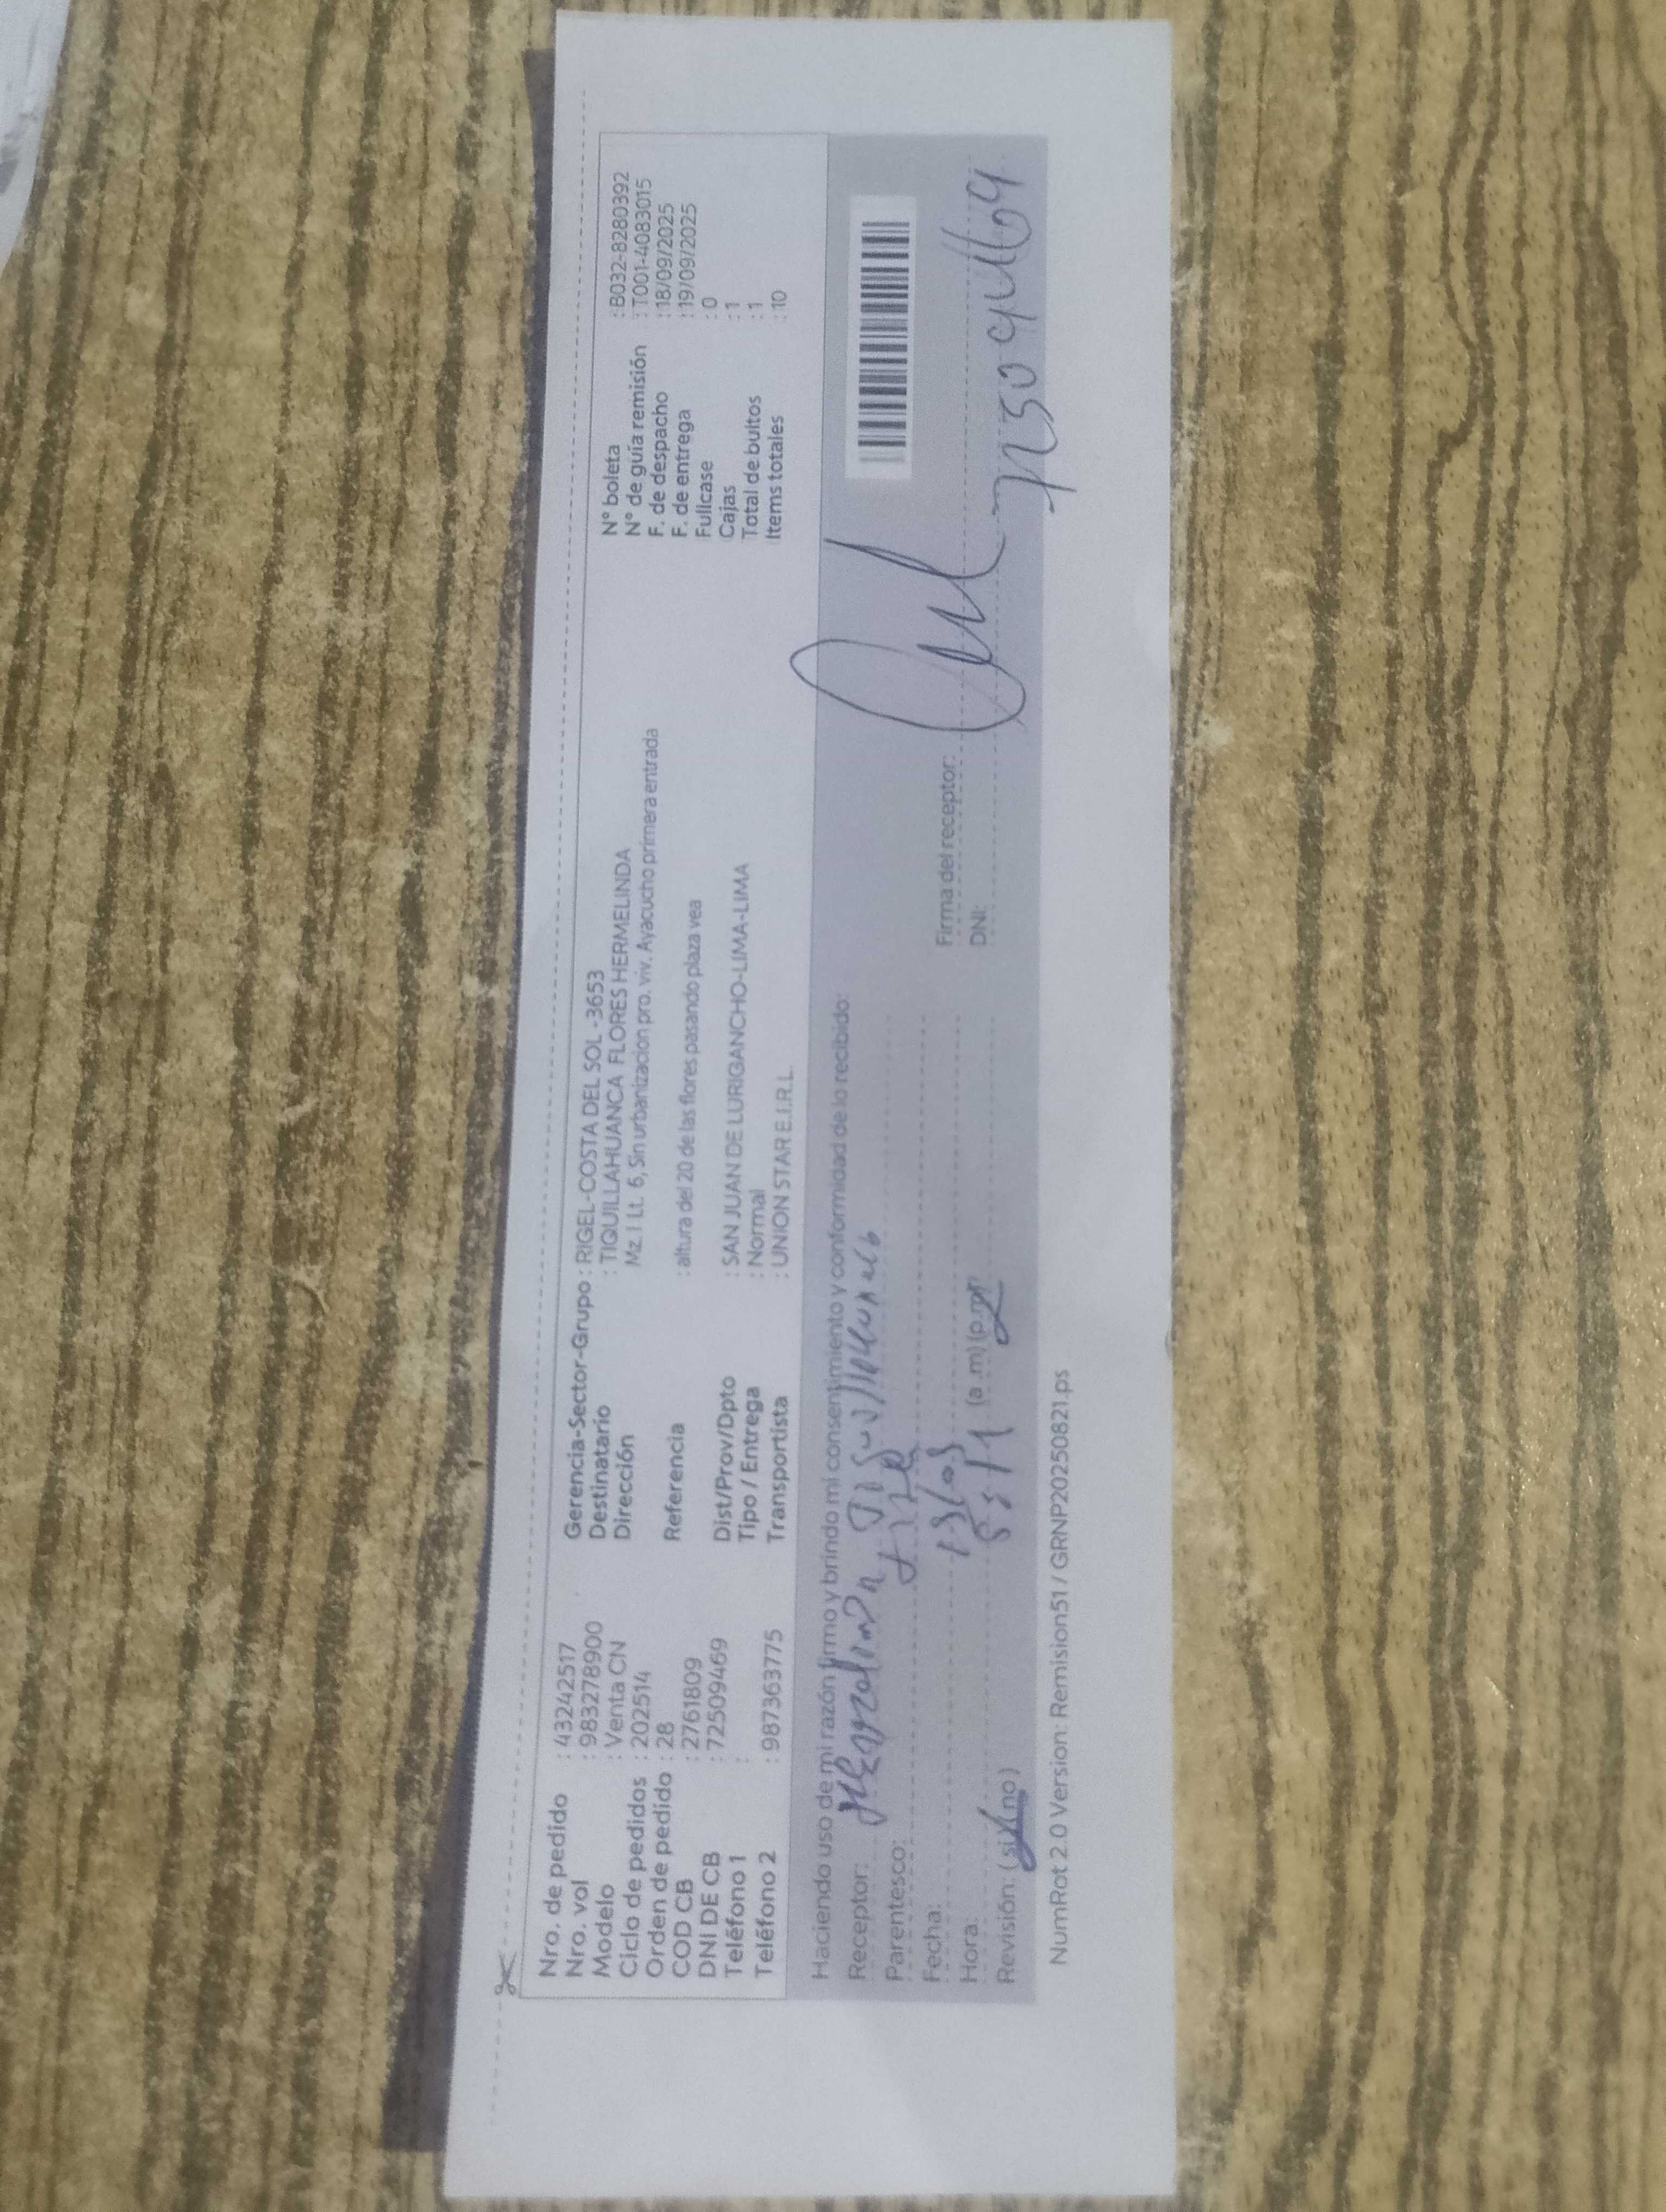 Nro. de pedido : 43242517
Nro. vol : 983278900
Modelo : Venta CN
Ciclo de pedidos : 202514
Orden de pedido : 28
COD CB : 2761809
DNI DE CB : 72509469
Teléfono 1 :
Teléfono 2 : 987363775
Gerencia-Sector-Grupo : RIGEL-COSTA DEL SOL -3653
Destinatario : TIQUILLAHUANCA FLORES HERMELINDA
Dirección Mz. I Lt. 6, Sin urbanizacion pro. viv. Ayacucho primera entrada
Referencia : altura del 20 de las flores pasando plaza vea
Dist/Prov/Dpto : SAN JUAN DE LURIGANCHO-LIMA-LIMA
Tipo / Entrega : Normal
Transportista : UNION STAR E.I.R.L.
N° boleta : B032-8280392
N° de guía remisión : T001-4083015
F. de despacho : 18/09/2025
F. de entrega : 19/09/2025
Fullcase : 0
Cajas : 1
Total de bultos : 1
Items totales : 10
Haciendo uso de mi razón firmo y brindo mi consentimiento y conformidad de lo recibido:
Receptor:
Parentesco:
Fecha:
Hora: (a .m) (p.m)
Revisión: ( si / no )
Firma del receptor:
DNI:
NumRot 2.0 Version: Remision51 / GRNP20250821.ps